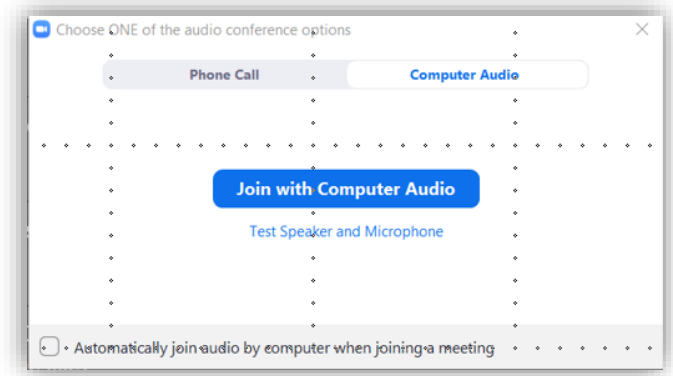 Choose ONE of the audio conference options
Phone Call
Computer Audio
Join with Computer Audio
Test Speaker and Microphone
Automatically join audio by computer when joining a meeting